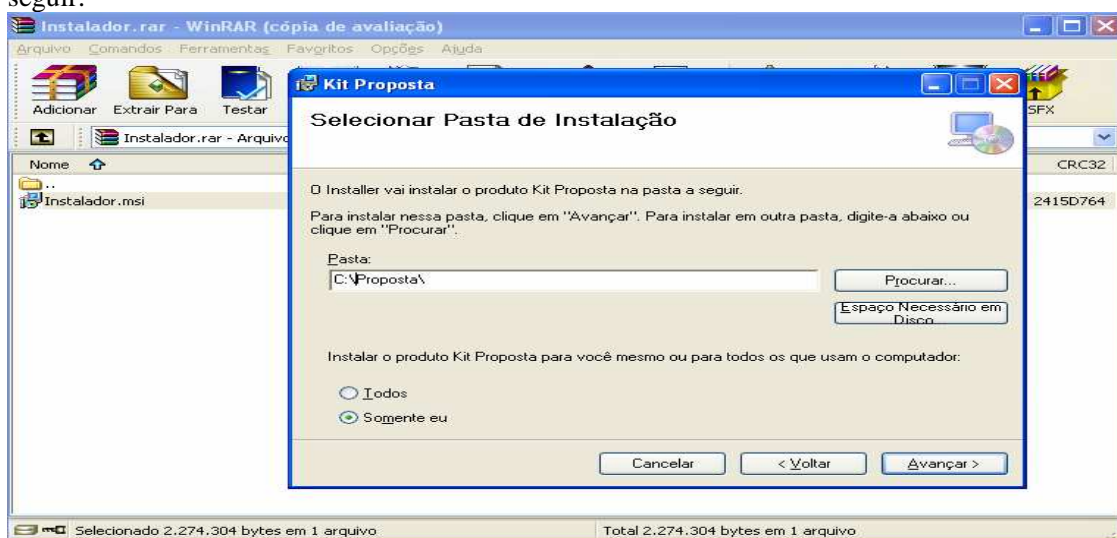 seguir:
Instalador.rar - WinRAR (cópia de avaliação)
Arquivo Comandos Ferramentas Favoritos Opções Ajuda
Adicionar Extrair Para Testar SFX
Instalador.rar - Arquivo
Nome CRC32
..
Instalador.msi 2415D764
Kit Proposta
Selecionar Pasta de Instalação
O Installer vai instalar o produto Kit Proposta na pasta a seguir.
Para instalar nessa pasta, clique em "Avançar". Para instalar em outra pasta, digite-a abaixo ou
clique em "Procurar".
Pasta:
C:\Proposta\
Procurar...
Espaço Necessário em
Disco
Instalar o produto Kit Proposta para você mesmo ou para todos os que usam o computador:
Todos
Somente eu
Cancelar < Voltar Avançar >
Selecionado 2.274.304 bytes em 1 arquivo Total 2.274.304 bytes em 1 arquivo